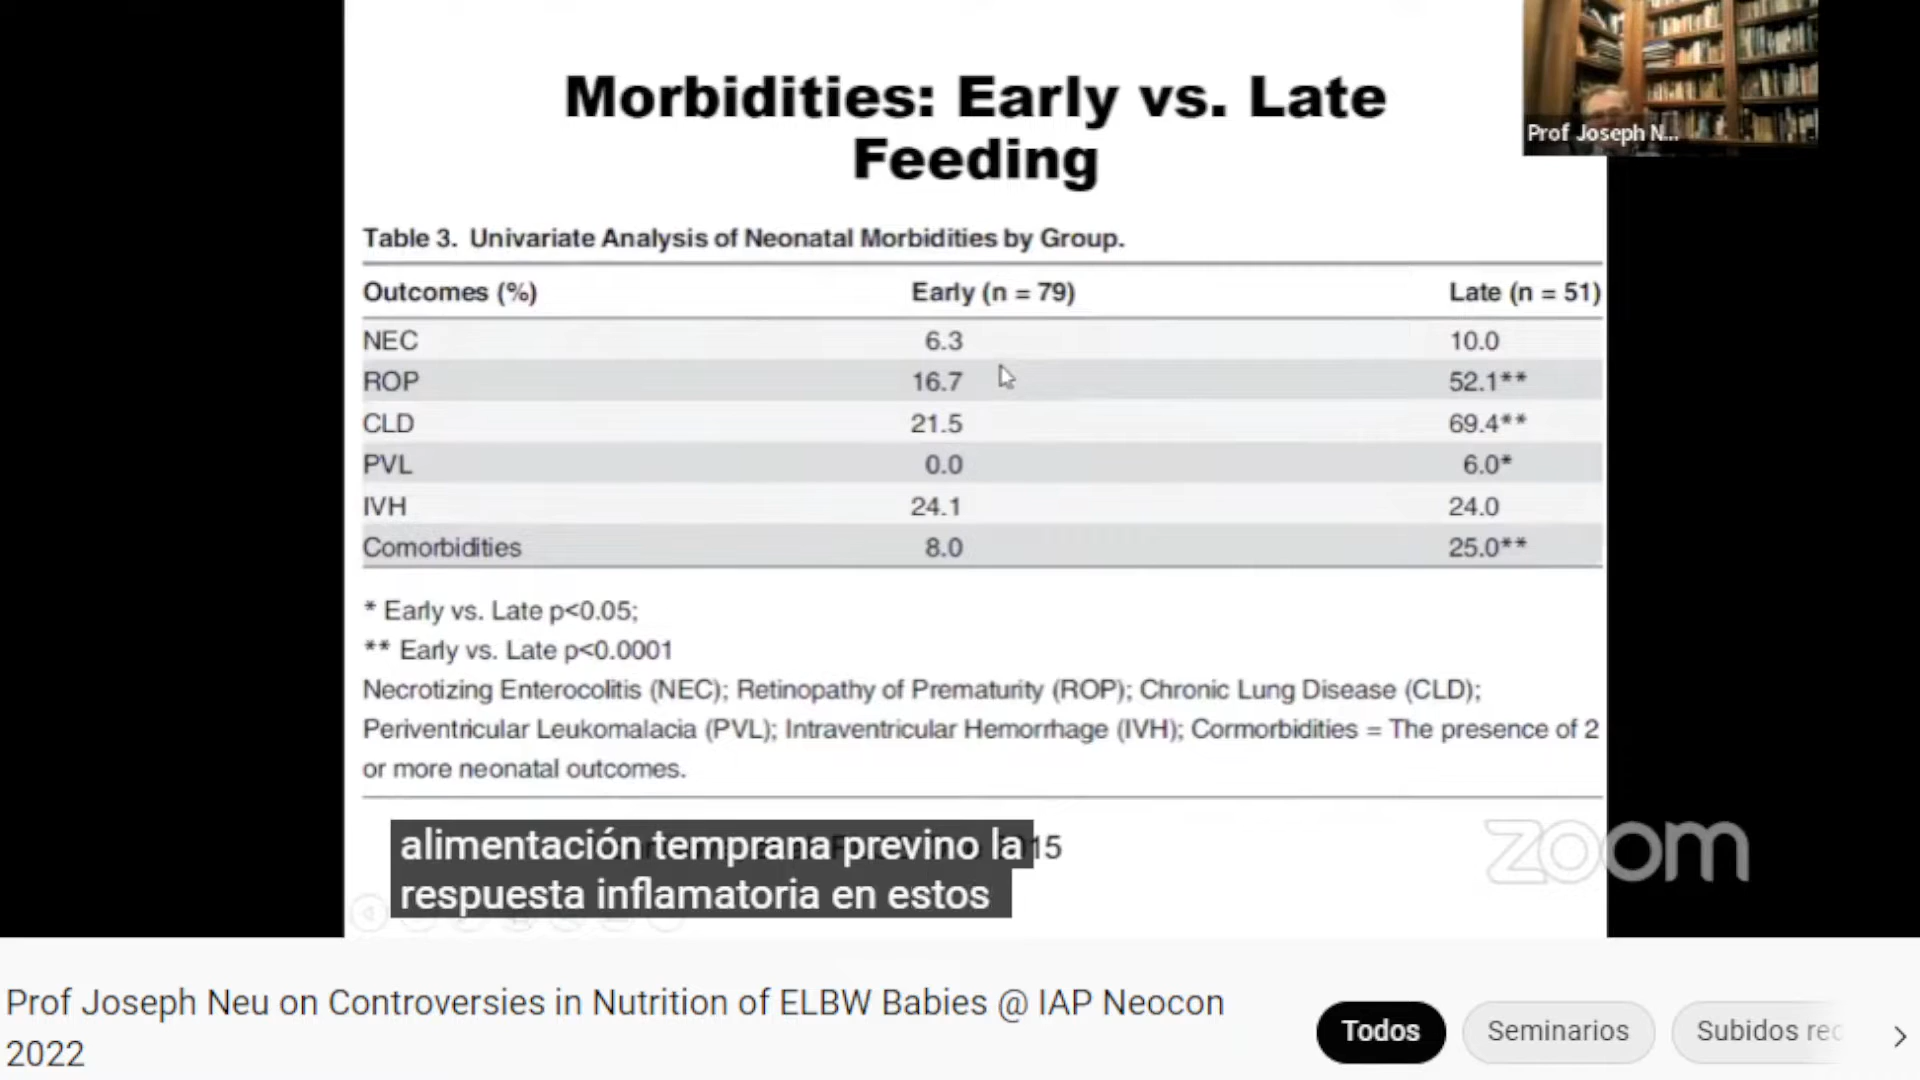 Morbidities: Early vs. Late
Feeding
Prof Joseph N...
Table 3. Univariate Analysis of Neonatal Morbidities by Group.
Outcomes (%) Early (n = 79) Late (n = 51)
NEC 6.3 10.0
ROP 16.7 52.1**
CLD 21.5 69.4**
PVL 0.0 6.0*
IVH 24.1 24.0
Comorbidities 8.0 25.0**
* Early vs. Late p<0.05;
** Early vs. Late p<0.0001
Necrotizing Enterocolitis (NEC); Retinopathy of Prematurity (ROP); Chronic Lung Disease (CLD);
Periventricular Leukomalacia (PVL); Intraventricular Hemorrhage (IVH); Cormorbidities = The presence of 2
or more neonatal outcomes.
alimentación temprana previno la
respuesta inflamatoria en estos
zoom
Prof Joseph Neu on Controversies in Nutrition of ELBW Babies @ IAP Neocon
2022
Todos Seminarios Subidos rec